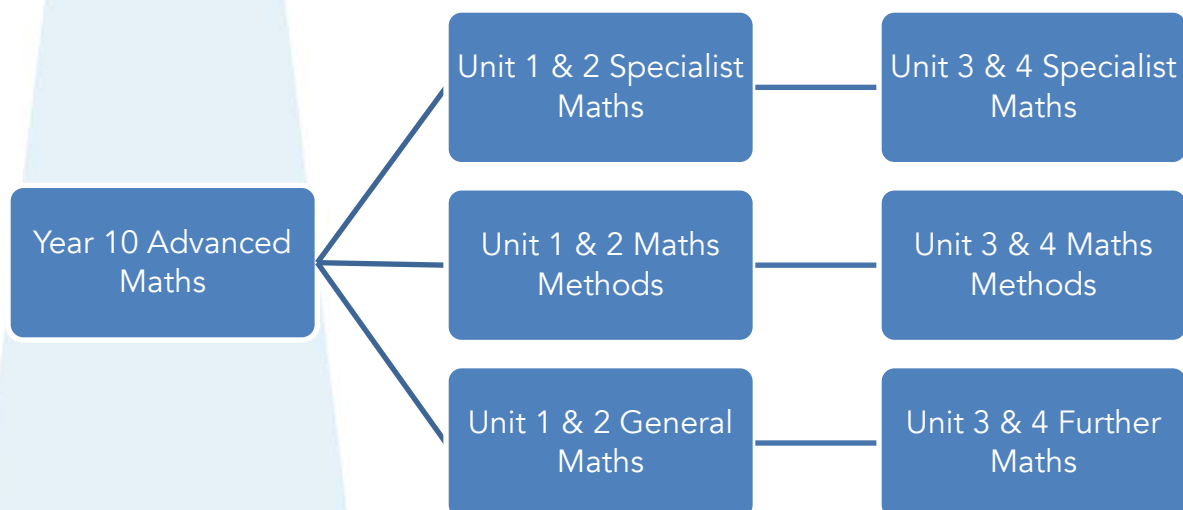 Year 10 Advanced
Maths
Unit 1 & 2 Specialist
Maths
Unit 3 & 4 Specialist
Maths
Unit 1 & 2 Maths
Methods
Unit 3 & 4 Maths
Methods
Unit 1 & 2 General
Maths
Unit 3 & 4 Further
Maths